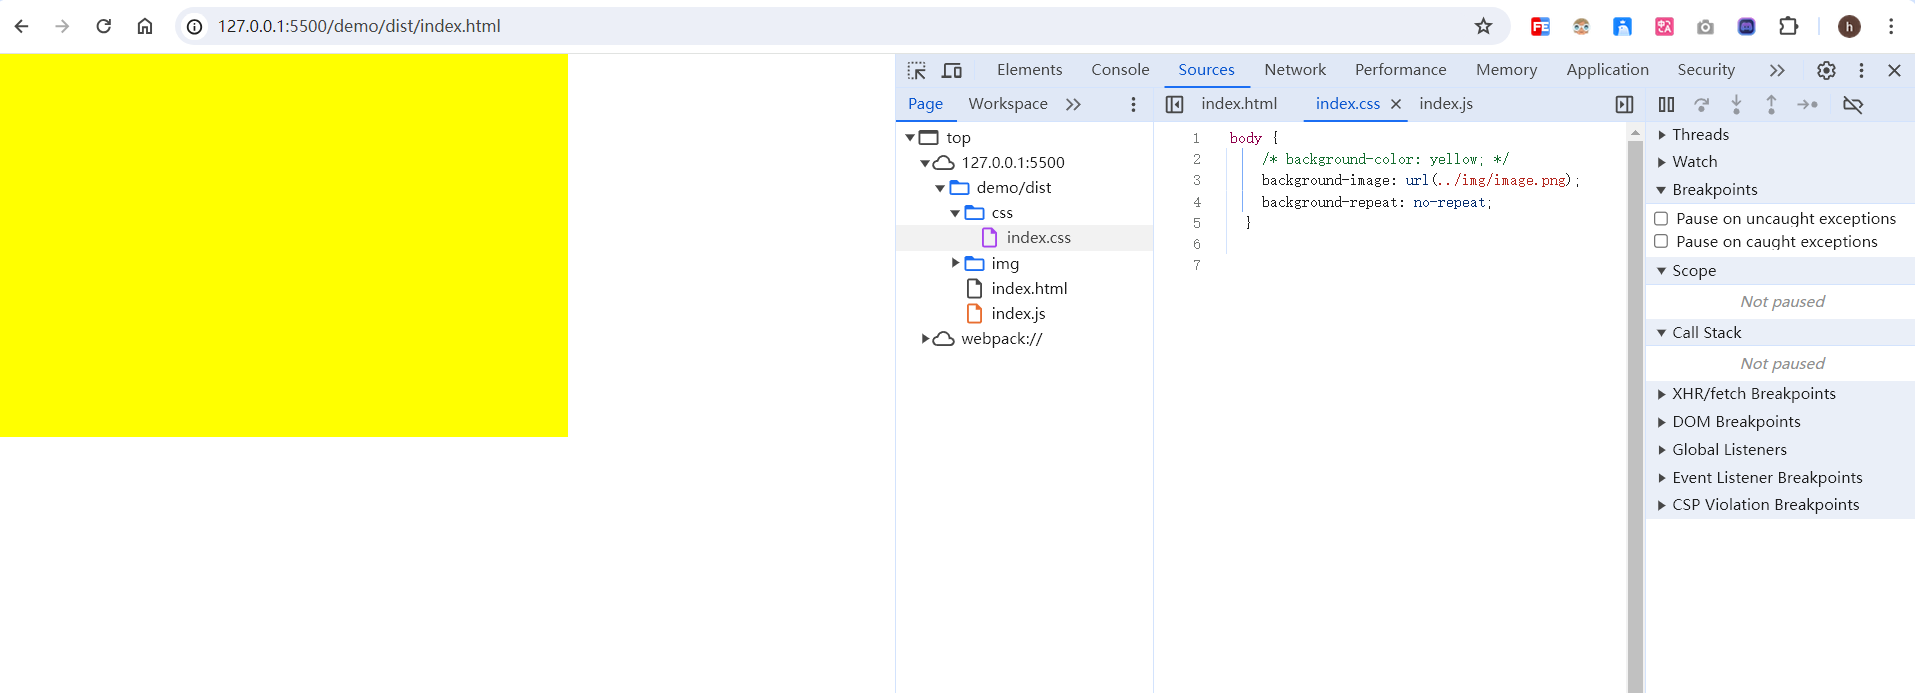 127.0.0.1:5500/demo/dist/index.html
h
Elements Console Sources Network Performance Memory Application Security
Page Workspace
index.html index.css index.js
top
127.0.0.1:5500
demo/dist
css
index.css
img
index.html
index.js
webpack://
1 body {
2 /* background-color: yellow; */
3 background-image: url(../img/image.png);
4 background-repeat: no-repeat;
5 }
6
7
Threads
Watch
Breakpoints
Pause on uncaught exceptions
Pause on caught exceptions
Scope
Not paused
Call Stack
Not paused
XHR/fetch Breakpoints
DOM Breakpoints
Global Listeners
Event Listener Breakpoints
CSP Violation Breakpoints